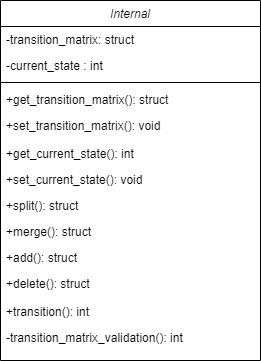 Internal
-transition_matrix: struct
-current_state : int
+get_transition_matrix(): struct
+set_transition_matrix(): void
+get_current_state(): int
+set_current_state(): void
+split(): struct
+merge(): struct
+add(): struct
+delete(): struct
+transition(): int
-transition_matrix_validation(): int